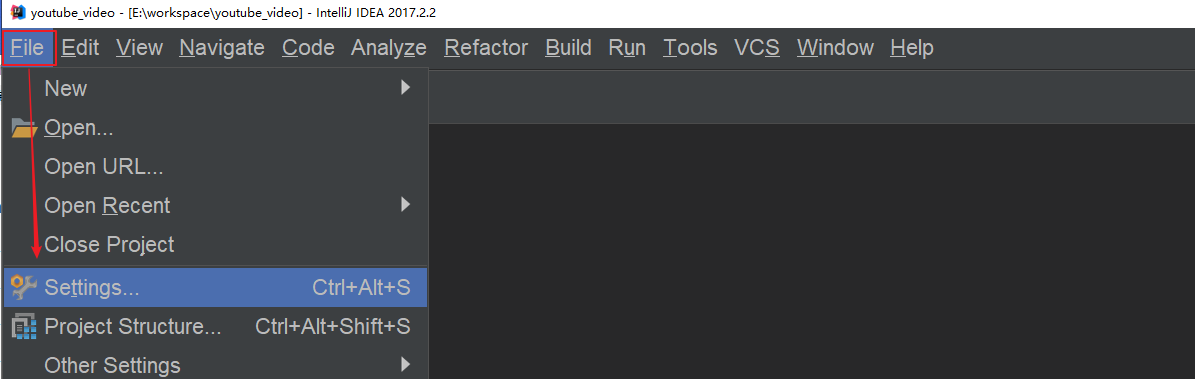 youtube_video - [E:\workspace\youtube_video] - IntelliJ IDEA 2017.2.2
File Edit View Navigate Code Analyze Refactor Build Run Tools VCS Window Help
New
Open...
Open URL...
Open Recent
Close Project
Settings... Ctrl+Alt+S
Project Structure... Ctrl+Alt+Shift+S
Other Settings